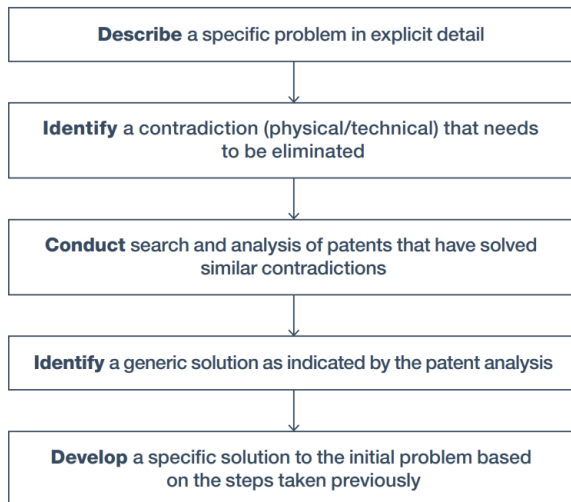 Describe a specific problem in explicit detail
Identify a contradiction (physical/technical) that needs
to be eliminated
Conduct search and analysis of patents that have solved
similar contradictions
Identify a generic solution as indicated by the patent analysis
Develop a specific solution to the initial problem based
on the steps taken previously